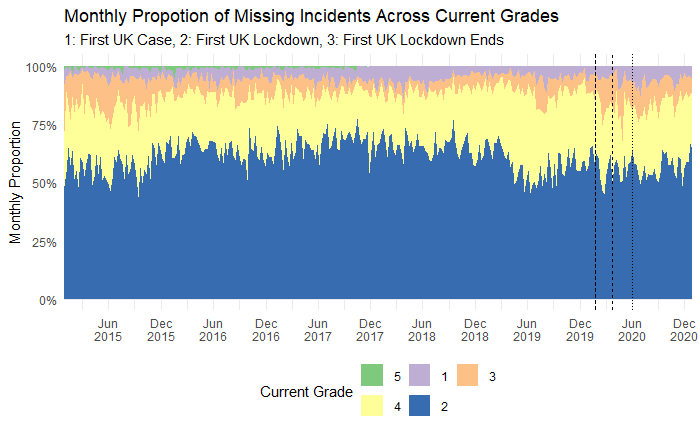 Monthly Propotion of Missing Incidents Across Current Grades
1: First UK Case, 2: First UK Lockdown, 3: First UK Lockdown Ends
100%
75%
50%
25%
0%
Monthly Proportion
Jun Dec Jun Dec Jun Dec Jun Dec Jun Dec Jun Dec
2015 2015 2016 2016 2017 2017 2018 2018 2019 2019 2020 2020
Current Grade
5 1 3
4 2